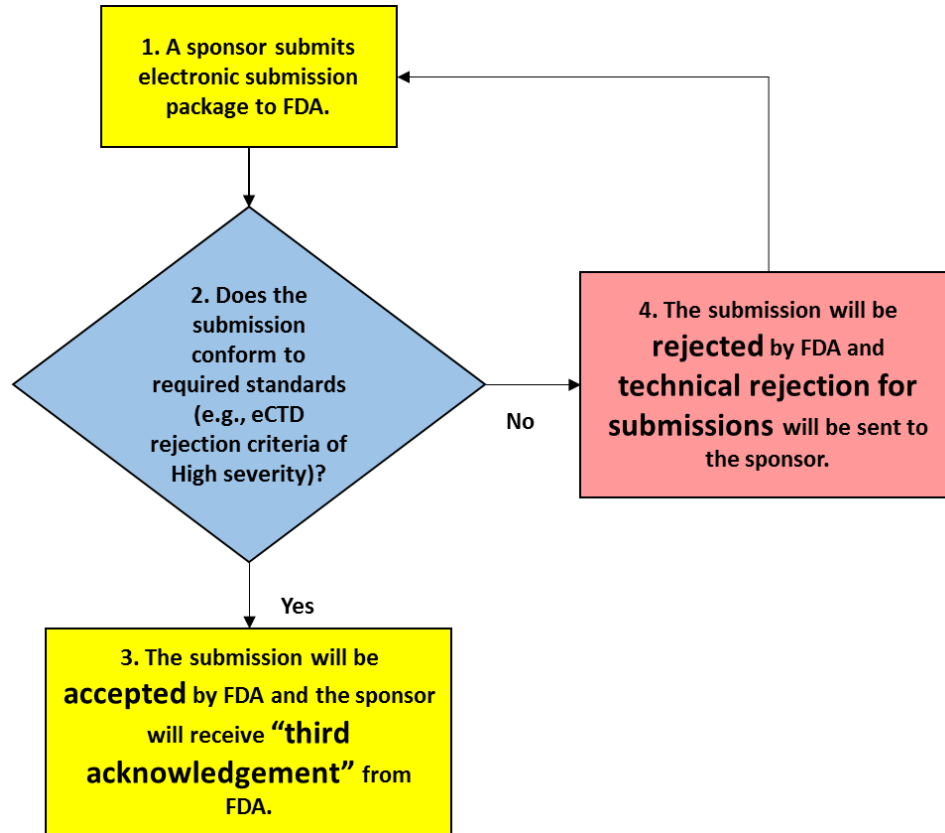 1. A sponsor submits
electronic submission
package to FDA.
2. Does the
submission
conform to
required standards
(e.g., eCTD
rejection criteria of
High severity)?
No
4. The submission will be
rejected by FDA and
technical rejection for
submissions will be sent to
the sponsor.
Yes
3. The submission will be
accepted by FDA and the sponsor
will receive “third
acknowledgement” from
FDA.